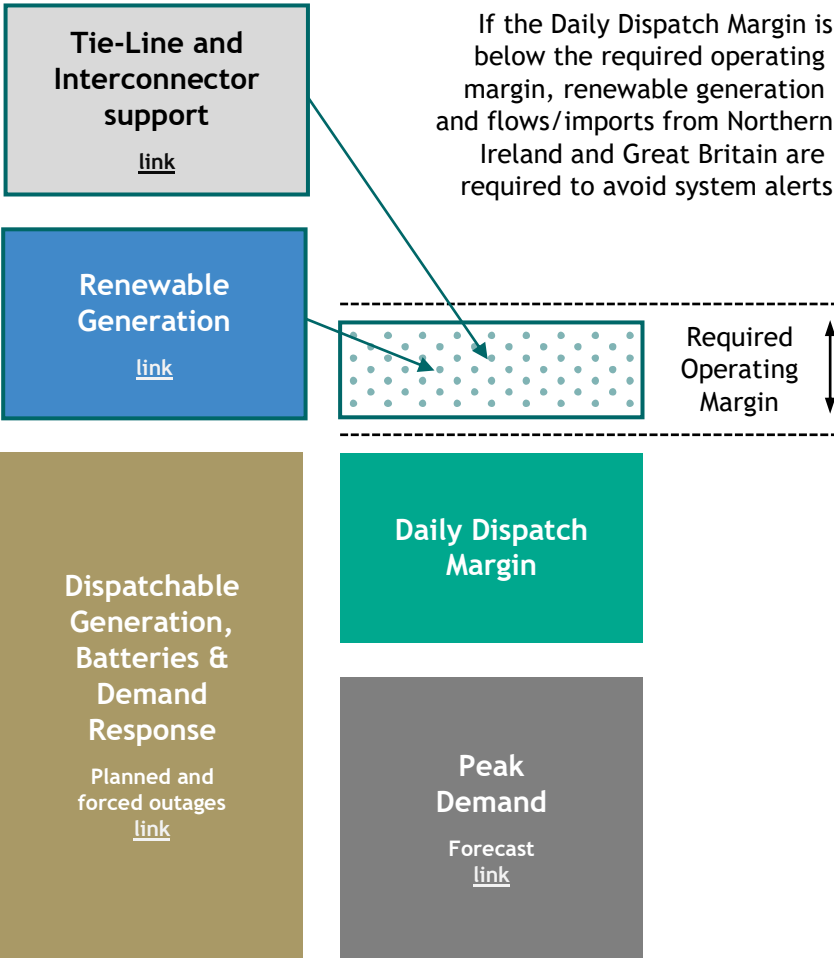 Tie-Line and
Interconnector
support
link
If the Daily Dispatch Margin is
below the required operating
margin, renewable generation
and flows/imports from Northern
Ireland and Great Britain are
required to avoid system alerts
Renewable
Generation
link
Required
Operating
Margin
Daily Dispatch
Margin
Dispatchable
Generation,
Batteries &
Demand
Response
Planned and
forced outages
link
Peak
Demand
Forecast
link